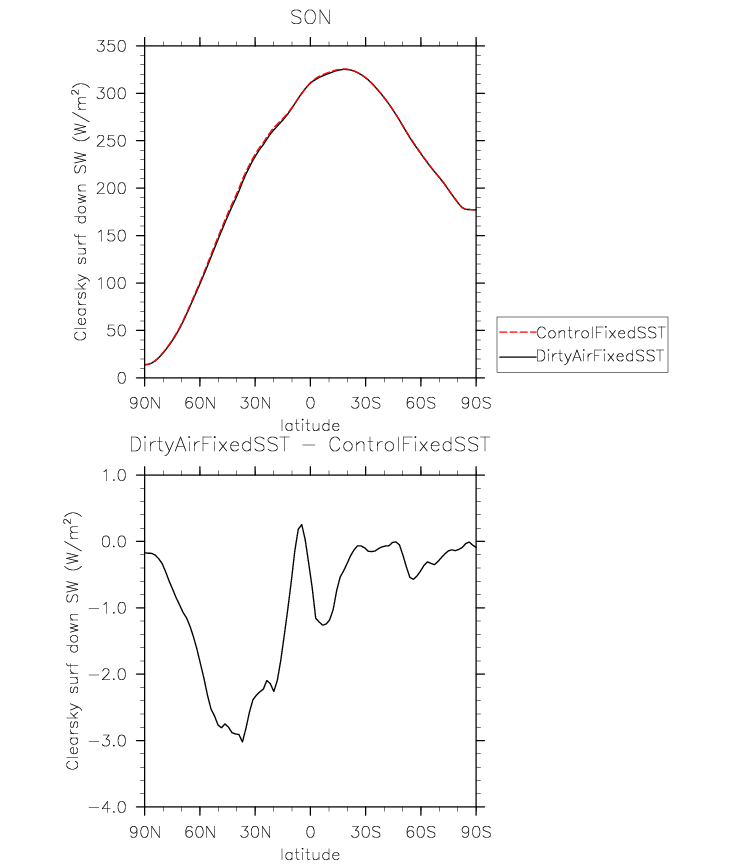 SON
350
300
250
200
150
100
50
0
Clearsky surf down SW (W/m²)
90N 60N 30N 0 30S 60S 90S
latitude
ControlFixedSST
DirtyAirFixedSST
DirtyAirFixedSST – ControlFixedSST
1.0
0.0
−1.0
−2.0
−3.0
−4.0
Clearsky surf down SW (W/m²)
90N 60N 30N 0 30S 60S 90S
latitude